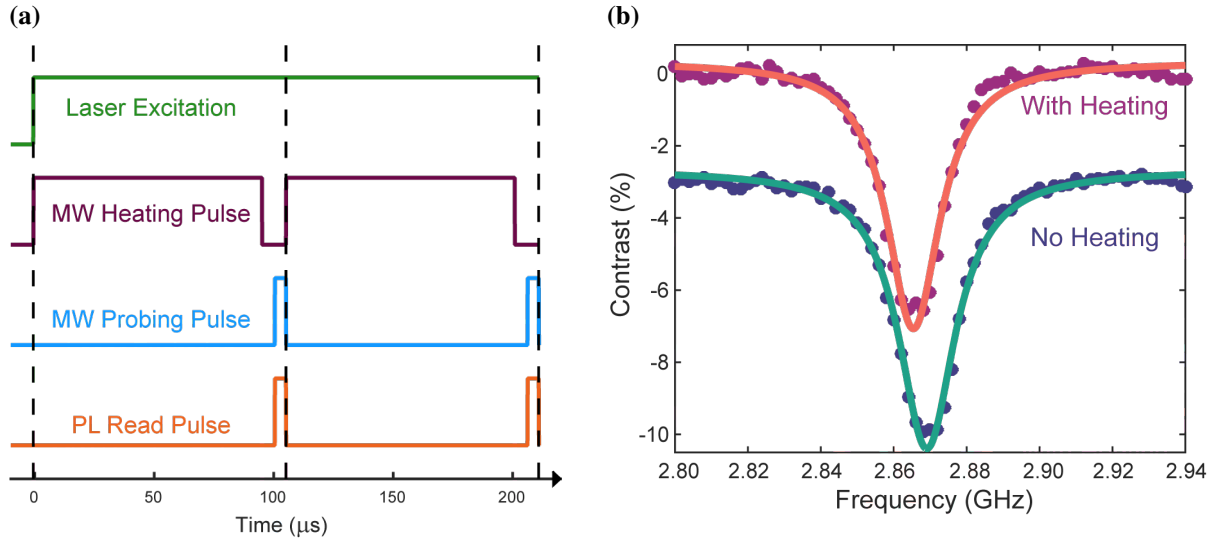 (a)
Laser Excitation
MW Heating Pulse
MW Probing Pulse
PL Read Pulse
0 50 100 150 200
Time (μs)
(b)
0
-2
-4
-6
-8
-10
Contrast (%)
With Heating
No Heating
2.80 2.82 2.84 2.86 2.88 2.90 2.92 2.94
Frequency (GHz)